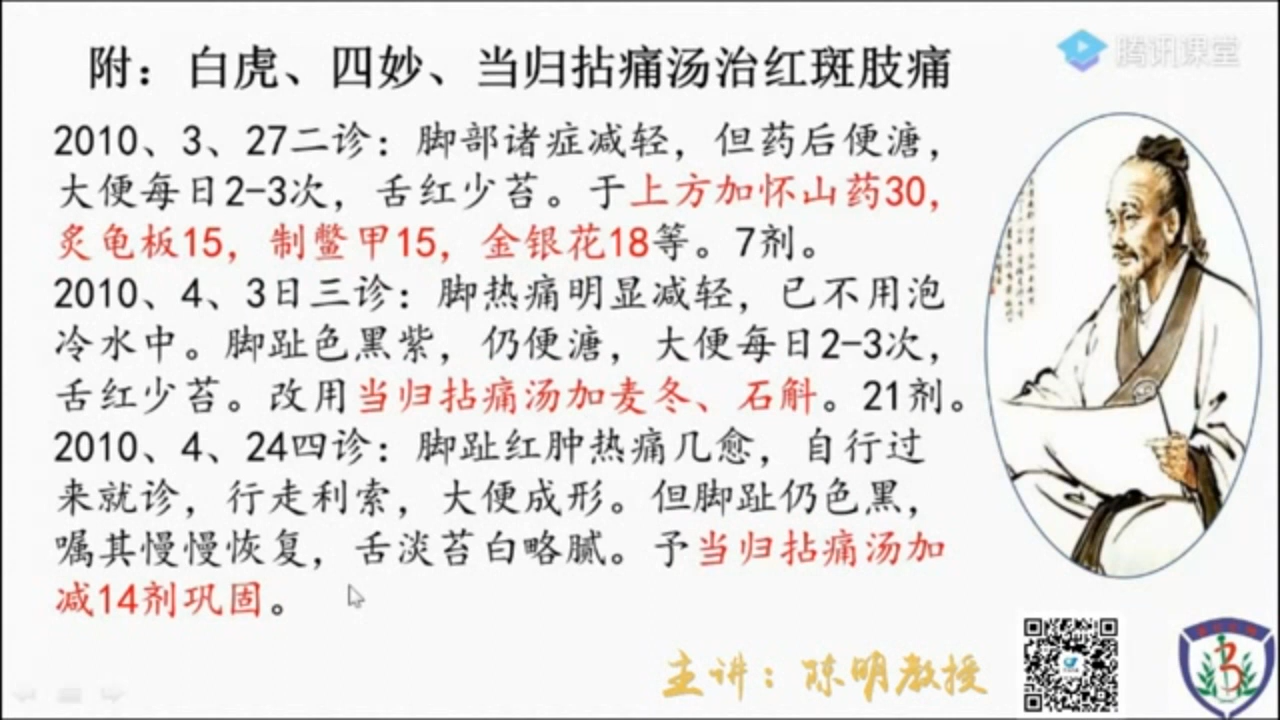 附：白虎、四妙、当归拈痛汤治红斑肢痛
腾讯课堂
2010、3、27二诊：脚部诸症减轻，但药后便溏，
大便每日2-3次，舌红少苔。于上方加怀山药30，
炙龟板15，制鳖甲15，金银花18等。7剂。
2010、4、3日三诊：脚热痛明显减轻，已不用泡
冷水中。脚趾色黑紫，仍便溏，大便每日2-3次，
舌红少苔。改用当归拈痛汤加麦冬、石斛。21剂。
2010、4、24四诊：脚趾红肿热痛几愈，自行过
来就诊，行走利索，大便成形。但脚趾仍色黑，
嘱其慢慢恢复，舌淡苔白略腻。予当归拈痛汤加
减14剂巩固。
主讲：陈明教授